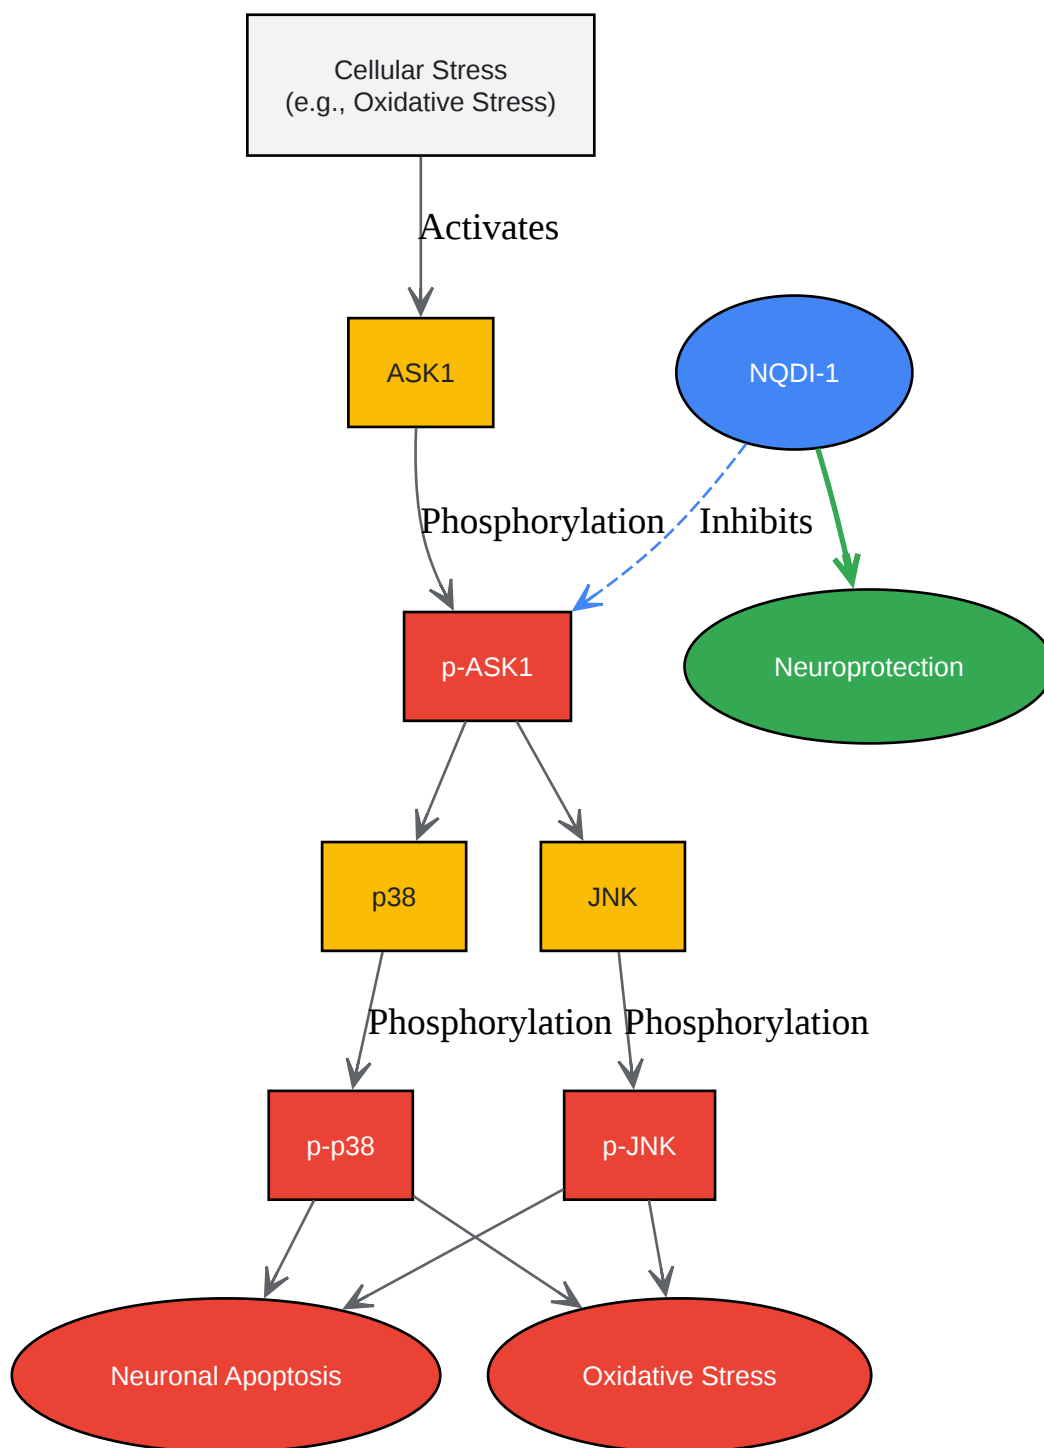 Cellular Stress
(e.g., Oxidative Stress)
Activates
ASK1
NQDI-1
Phosphorylation
Inhibits
p-ASK1
Neuroprotection
p38
JNK
Phosphorylation
Phosphorylation
p-p38
p-JNK
Neuronal Apoptosis
Oxidative Stress